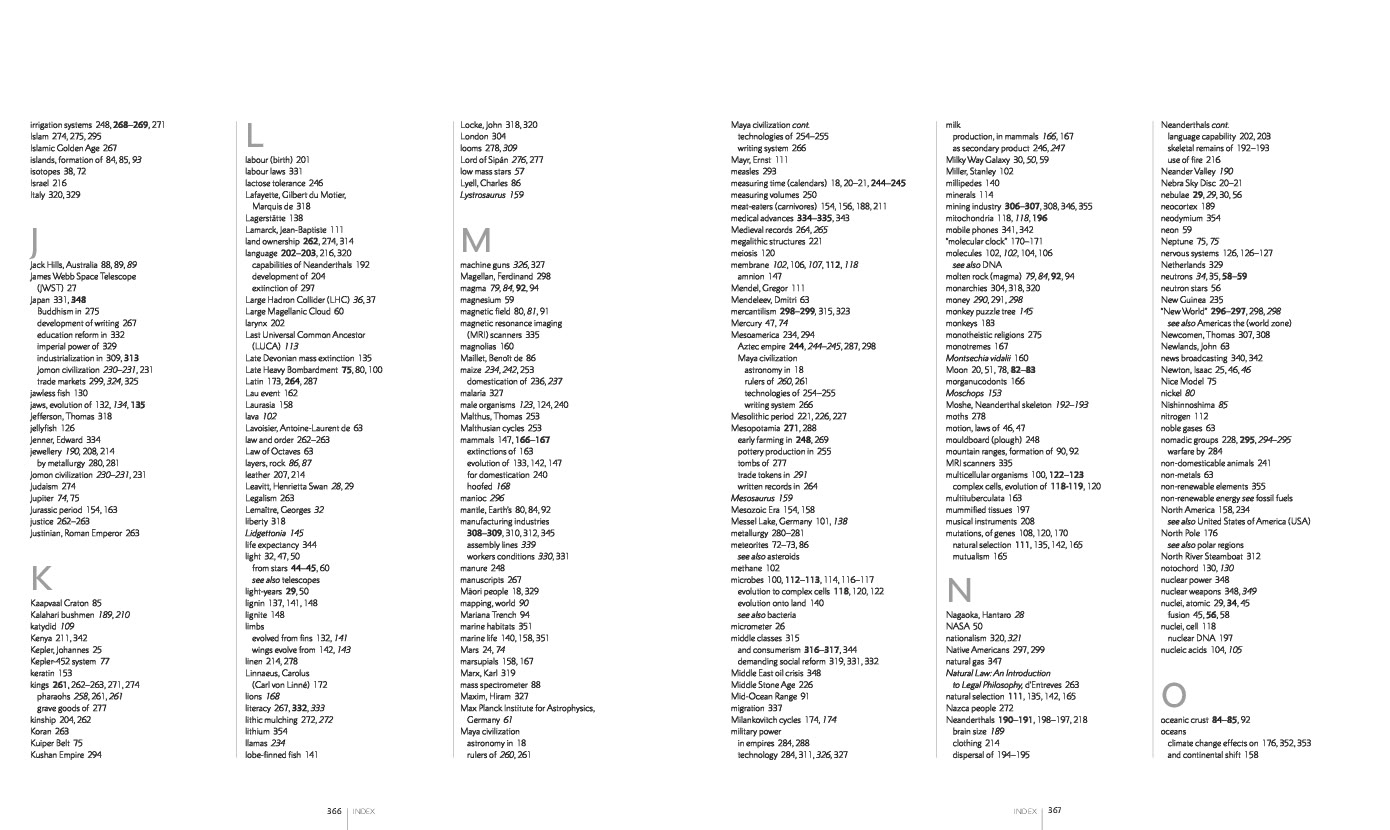 irrigation systems 248, 268–269, 271
Islam 274, 275, 295
Islamic Golden Age 267
islands, formation of 84, 85, 93
isotopes 38, 72
Israel 216
Italy 320, 329
J
Jack Hills, Australia 88, 89, 89
James Webb Space Telescope
(JWST) 27
Japan 331, 348
Buddhism in 275
development of writing 267
education reform in 332
imperial power of 329
industrialization in 309, 313
Jomon civilization 230–231, 231
trade markets 299, 324, 325
jawless fish 130
jaws, evolution of 132, 134, 135
Jefferson, Thomas 318
jellyfish 126
Jenner, Edward 334
jewellery 190, 208, 214
by metallurgy 280, 281
Jomon civilization 230–231, 231
Judaism 274
Jupiter 74, 75
Jurassic period 154, 163
justice 262–263
Justinian, Roman Emperor 263
K
Kaapvaal Craton 85
Kalahari bushmen 189, 210
katydid 109
Kenya 211, 342
Kepler, Johannes 25
Kepler-452 system 77
keratin 153
kings 261, 262–263, 271, 274
pharaohs 258, 261, 261
grave goods of 277
kinship 204, 262
Koran 263
Kuiper Belt 75
Kushan Empire 294
L
labour (birth) 201
labour laws 331
lactose tolerance 246
Lafayette, Gilbert du Motier,
Marquis de 318
Lagerstätte 138
Lamarck, Jean-Baptiste 111
land ownership 262, 274, 314
language 202–203, 216, 320
capabilities of Neanderthals 192
development of 204
extinction of 297
Large Hadron Collider (LHC) 36, 37
Large Magellanic Cloud 60
larynx 202
Last Universal Common Ancestor
(LUCA) 113
Late Devonian mass extinction 135
Late Heavy Bombardment 75, 80, 100
Latin 173, 264, 287
Lau event 162
Laurasia 158
lava 102
Lavoisier, Antoine-Laurent de 63
law and order 262–263
Law of Octaves 63
layers, rock 86, 87
leather 207, 214
Leavitt, Henrietta Swan 28, 29
Legalism 263
Lemaître, Georges 32
liberty 318
Lidgettonia 145
life expectancy 344
light 32, 47, 50
from stars 44–45, 60
see also telescopes
light-years 29, 50
lignin 137, 141, 148
lignite 148
limbs
evolved from fins 132, 141
wings evolve from 142, 143
linen 214, 278
Linnaeus, Carolus
(Carl von Linné) 172
lions 168
literacy 267, 332, 333
lithic mulching 272, 272
lithium 354
llamas 234
lobe-finned fish 141
Locke, John 318, 320
London 304
looms 278, 309
Lord of Sipán 276, 277
low mass stars 57
Lyell, Charles 86
Lystrosaurus 159
M
machine guns 326, 327
Magellan, Ferdinand 298
magma 79, 84, 92, 94
magnesium 59
magnetic field 80, 81, 91
magnetic resonance imaging
(MRI) scanners 335
magnolias 160
Maillet, Benoît de 86
maize 234, 242, 253
domestication of 236, 237
malaria 327
male organisms 123, 124, 240
Malthus, Thomas 253
Malthusian cycles 253
mammals 147, 166–167
extinctions of 163
evolution of 133, 142, 147
for domestication 240
hoofed 168
manioc 296
mantle, Earth's 80, 84, 92
manufacturing industries
308–309, 310, 312, 345
assembly lines 339
workers conditions 330, 331
manure 248
manuscripts 267
Māori people 18, 329
mapping, world 90
Mariana Trench 94
marine habitats 351
marine life 140, 158, 351
Mars 24, 74
marsupials 158, 167
Marx, Karl 319
mass spectrometer 88
Maxim, Hiram 327
Max Planck Institute for Astrophysics,
Germany 61
Maya civilization
astronomy in 18
rulers of 260, 261
Maya civilization cont.
technologies of 254–255
writing system 266
Mayr, Ernst 111
measles 293
measuring time (calendars) 18, 20–21, 244–245
measuring volumes 250
meat-eaters (carnivores) 154, 156, 188, 211
medical advances 334–335, 343
Medieval records 264, 265
megalithic structures 221
meiosis 120
membrane 102, 106, 107, 112, 118
amnion 147
Mendel, Gregor 111
Mendeleev, Dmitri 63
mercantilism 298–299, 315, 323
Mercury 47, 74
Mesoamerica 234, 294
Aztec empire 244, 244–245, 287, 298
Maya civilization
astronomy in 18
rulers of 260, 261
technologies of 254–255
writing system 266
Mesolithic period 221, 226, 227
Mesopotamia 271, 288
early farming in 248, 269
pottery production in 255
tombs of 277
trade tokens in 291
written records in 264
Mesosaurus 159
Mesozoic Era 154, 158
Messel Lake, Germany 101, 138
metallurgy 280–281
meteorites 72–73, 86
see also asteroids
methane 102
microbes 100, 112–113, 114, 116–117
evolution to complex cells 118, 120, 122
evolution onto land 140
see also bacteria
micrometer 26
middle classes 315
and consumerism 316–317, 344
demanding social reform 319, 331, 332
Middle East oil crisis 348
Middle Stone Age 226
Mid-Ocean Range 91
migration 337
Milankovitch cycles 174, 174
military power
in empires 284, 288
technology 284, 311, 326, 327
milk
production, in mammals 166, 167
as secondary product 246, 247
Milky Way Galaxy 30, 50, 59
Miller, Stanley 102
millipedes 140
minerals 114
mining industry 306–307, 308, 346, 355
mitochondria 118, 118, 196
mobile phones 341, 342
"molecular clock" 170–171
molecules 102, 102, 104, 106
see also DNA
molten rock (magma) 79, 84, 92, 94
monarchies 304, 318, 320
money 290, 291, 298
monkey puzzle tree 145
monkeys 183
monotheistic religions 275
monotremes 167
Montsechia vidalii 160
Moon 20, 51, 78, 82–83
morganucodonts 166
Moschops 153
Moshe, Neanderthal skeleton 192–193
moths 278
motion, laws of 46, 47
mouldboard (plough) 248
mountain ranges, formation of 90, 92
MRI scanners 335
multicellular organisms 100, 122–123
complex cells, evolution of 118-119, 120
multituberculata 163
mummified tissues 197
musical instruments 208
mutations, of genes 108, 120, 170
natural selection 111, 135, 142, 165
mutualism 165
N
Nagaoka, Hantaro 28
NASA 50
nationalism 320, 321
Native Americans 297, 299
natural gas 347
Natural Law: An Introduction
to Legal Philosophy, d'Entreves 263
natural selection 111, 135, 142, 165
Nazca people 272
Neanderthals 190–191, 198–197, 218
brain size 189
clothing 214
dispersal of 194–195
Neanderthals cont.
language capability 202, 203
skeletal remains of 192–193
use of fire 216
Neander Valley 190
Nebra Sky Disc 20–21
nebulae 29, 29, 30, 56
neocortex 189
neodymium 354
neon 59
Neptune 75, 75
nervous systems 126, 126–127
Netherlands 329
neutrons 34, 35, 58–59
neutron stars 56
New Guinea 235
"New World" 296–297, 298, 298
see also Americas the (world zone)
Newcomen, Thomas 307, 308
Newlands, John 63
news broadcasting 340, 342
Newton, Isaac 25, 46, 46
Nice Model 75
nickel 80
Nishinnoshima 85
nitrogen 112
noble gases 63
nomadic groups 228, 295, 294–295
warfare by 284
non-domesticable animals 241
non-metals 63
non-renewable elements 355
non-renewable energy see fossil fuels
North America 158, 234
see also United States of America (USA)
North Pole 176
see also polar regions
North River Steamboat 312
notochord 130, 130
nuclear power 348
nuclear weapons 348, 349
nuclei, atomic 29, 34, 45
fusion 45, 56, 58
nuclei, cell 118
nuclear DNA 197
nucleic acids 104, 105
O
oceanic crust 84–85, 92
oceans
climate change effects on 176, 352, 353
and continental shift 158
366 INDEX
INDEX 367